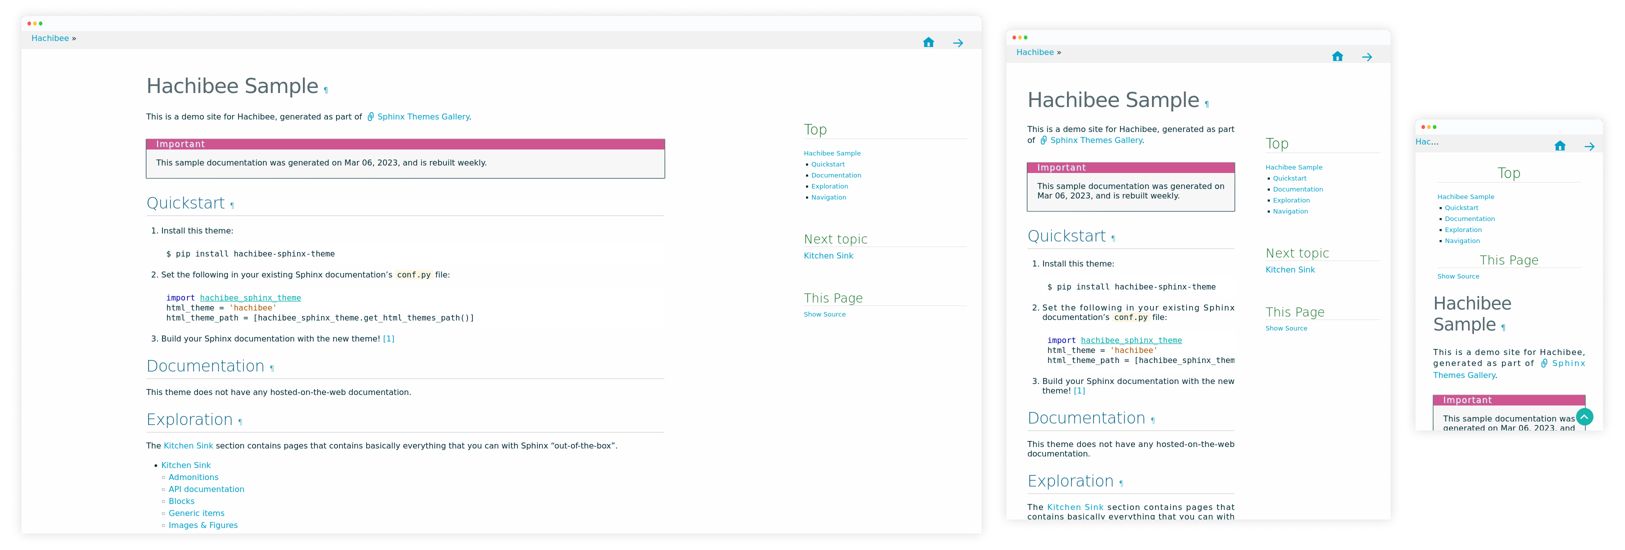 Hachibee »
Hachibee Sample ¶
This is a demo site for Hachibee, generated as part of Sphinx Themes Gallery.
Important
This sample documentation was generated on Mar 06, 2023, and is rebuilt weekly.
Quickstart ¶
1. Install this theme:
$ pip install hachibee-sphinx-theme
2. Set the following in your existing Sphinx documentation’s conf.py file:
import hachibee_sphinx_theme
html_theme = 'hachibee'
html_theme_path = [hachibee_sphinx_theme.get_html_themes_path()]
3. Build your Sphinx documentation with the new theme! [1]
Documentation ¶
This theme does not have any hosted-on-the-web documentation.
Exploration ¶
The Kitchen Sink section contains pages that contains basically everything that you can with Sphinx “out-of-the-box”.
• Kitchen Sink
◦ Admonitions
◦ API documentation
◦ Blocks
◦ Generic items
◦ Images & Figures
Top
Hachibee Sample
• Quickstart
• Documentation
• Exploration
• Navigation
Next topic
Kitchen Sink
This Page
Show Source
Hachibee »
Hachibee Sample ¶
This is a demo site for Hachibee, generated as part
of Sphinx Themes Gallery.
Important
This sample documentation was generated on
Mar 06, 2023, and is rebuilt weekly.
Quickstart ¶
1. Install this theme:
$ pip install hachibee-sphinx-theme
2. Set the following in your existing Sphinx
documentation’s conf.py file:
import hachibee_sphinx_theme
html_theme = 'hachibee'
html_theme_path = [hachibee_sphinx_them
3. Build your Sphinx documentation with the new
theme! [1]
Documentation ¶
This theme does not have any hosted-on-the-web
documentation.
Exploration ¶
The Kitchen Sink section contains pages that
contains basically everything that you can with
Top
Hachibee Sample
• Quickstart
• Documentation
• Exploration
• Navigation
Next topic
Kitchen Sink
This Page
Show Source
Hac...
Top
Hachibee Sample
• Quickstart
• Documentation
• Exploration
• Navigation
This Page
Show Source
Hachibee
Sample ¶
This is a demo site for Hachibee,
generated as part of Sphinx
Themes Gallery.
Important
This sample documentation was
generated on Mar 06, 2023, and